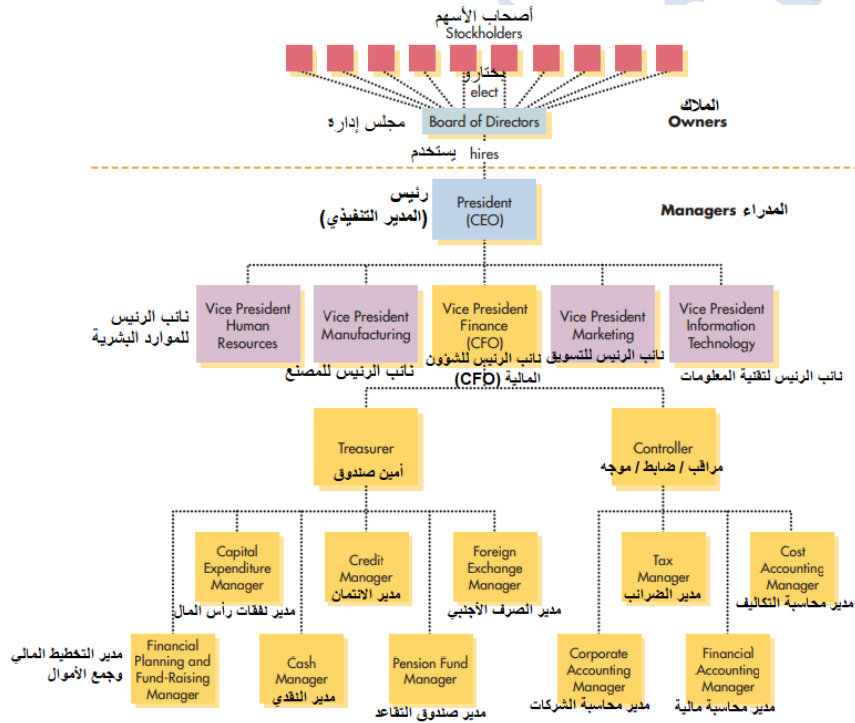 أصحاب الأسهم
Stockholders
يختارو
elect
مجلس إدارة
Board of Directors
الملاك
Owners
يستخدم
hires
رئيس
(المدير التنفيذي)
President
(CEO)
Managers المدراء
نائب الرئيس
للموارد البشرية
Vice President
Human
Resources
Vice President
Manufacturing
نائب الرئيس للمصنع
Vice President
Finance
(CFO)
نائب الرئيس للشؤون
المالية (CFO)
Vice President
Marketing
نائب الرئيس للتسويق
Vice President
Information
Technology
نائب الرئيس لتقنية المعلومات
Treasurer
أمين صندوق
Controller
مراقب / ضابط / موجه
Capital
Expenditure
Manager
مدير نفقات رأس المال
Credit
Manager
مدير الائتمان
Foreign
Exchange
Manager
مدير الصرف الأجنبي
Tax
Manager
مدير الضرائب
Cost
Accounting
Manager
مدير محاسبة التكاليف
مدير التخطيط المالي
وجمع الأموال
Financial
Planning and
Fund-Raising
Manager
Cash
Manager
مدير النقدي
Pension Fund
Manager
مدير صندوق التقاعد
Corporate
Accounting
Manager
مدير محاسبة الشركات
Financial
Accounting
Manager
مدير محاسبة مالية